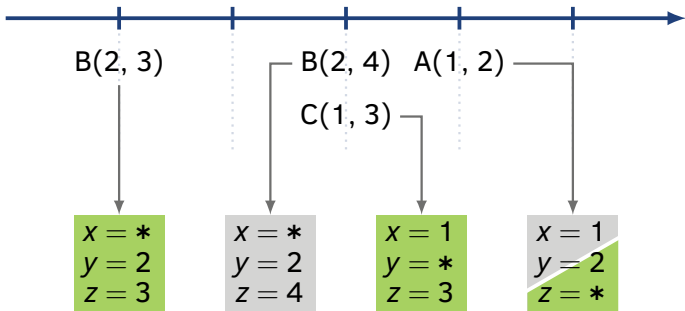 B(2, 3)
B(2, 4)
A(1, 2)
C(1, 3)
x = *
y = 2
z = 3
x = *
y = 2
z = 4
x = 1
y = *
z = 3
x = 1
y = 2
z = *